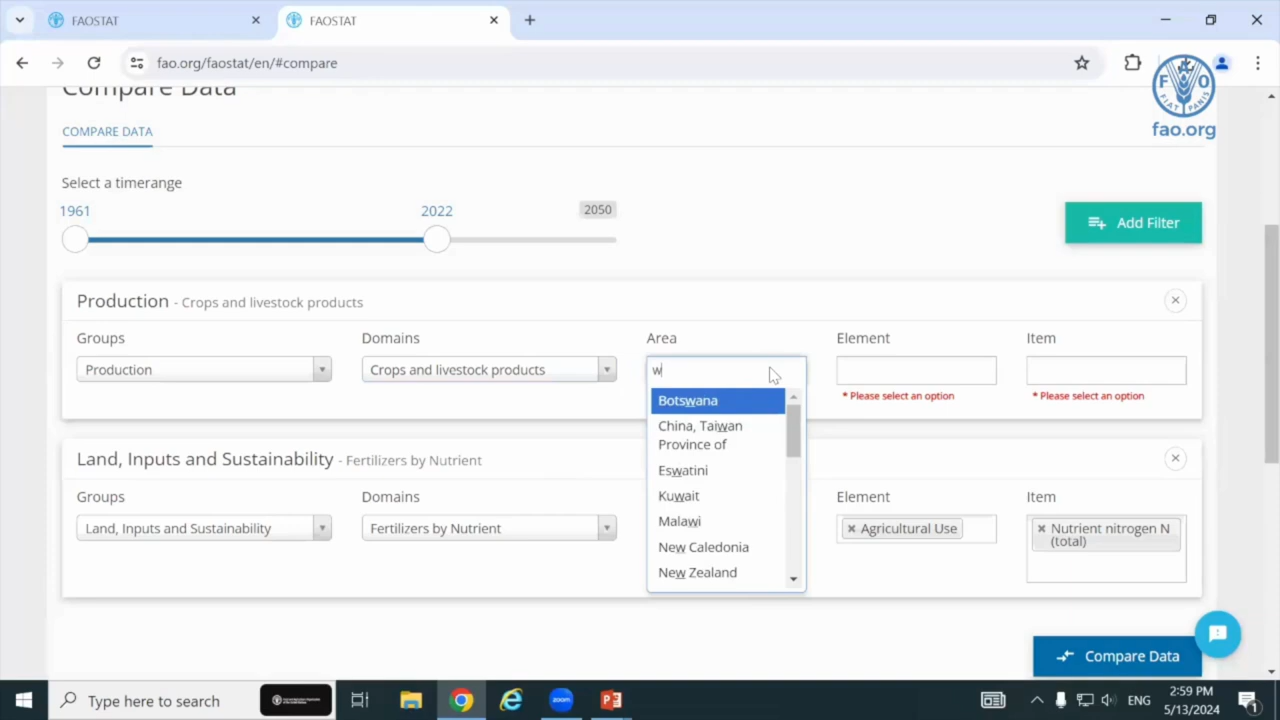 FAOSTAT
FAOSTAT
fao.org/faostat/en/#compare
F O
FIAT PANIS
fao.org
Compare Data
COMPARE DATA
Select a timerange
1961
2022
2050
Add Filter
Production - Crops and livestock products
Groups
Domains
Area
Element
Item
Production
Crops and livestock products
w
* Please select an option
* Please select an option
Botswana
China, Taiwan
Province of
Eswatini
Kuwait
Malawi
New Caledonia
New Zealand
Land, Inputs and Sustainability - Fertilizers by Nutrient
Groups
Domains
Element
Item
Land, Inputs and Sustainability
Fertilizers by Nutrient
Agricultural Use
Nutrient nitrogen N
(total)
Compare Data
Type here to search
zoom
ENG
2:59 PM
5/13/2024
1